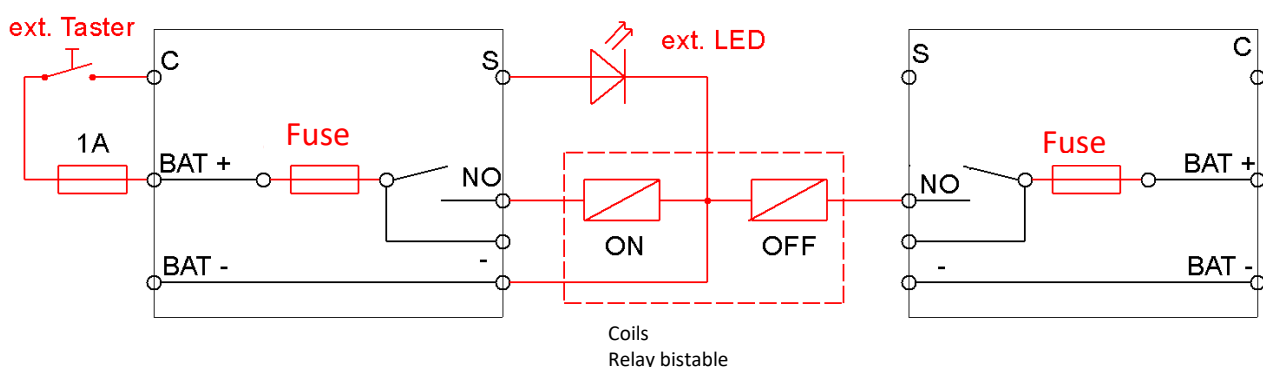 ext. Taster
C
S
ext. LED
S
C
1A
BAT +
Fuse
NO
NO
Fuse
BAT +
ON
OFF
BAT -
-
-
BAT -
Coils
Relay bistable